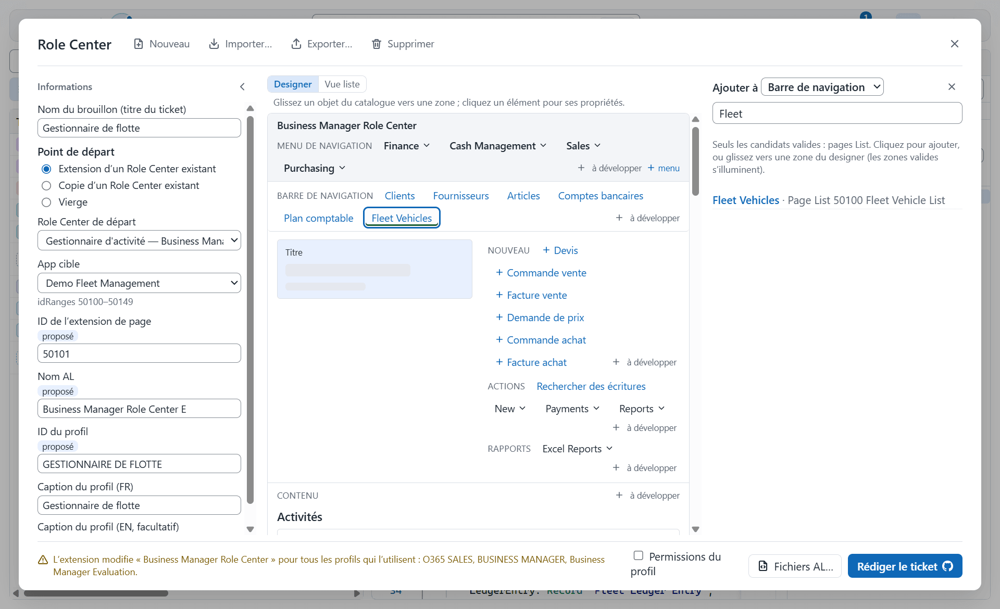 Role Center
Nouveau
Importer...
Exporter...
Supprimer
Informations
Nom du brouillon (titre du ticket)
Gestionnaire de flotte
Point de départ
Extension d’un Role Center existant
Copie d’un Role Center existant
Vierge
Role Center de départ
Gestionnaire d'activité — Business Mana
App cible
Demo Fleet Management
idRanges 50100–50149
ID de l’extension de page
proposé
50101
Nom AL
proposé
Business Manager Role Center E
ID du profil
proposé
GESTIONNAIRE DE FLOTTE
Caption du profil (FR)
Gestionnaire de flotte
Caption du profil (EN, facultatif)
Designer Vue liste
Glissez un objet du catalogue vers une zone ; cliquez un élément pour ses propriétés.
Business Manager Role Center
MENU DE NAVIGATION Finance Cash Management Sales
Purchasing + à développer + menu
BARRE DE NAVIGATION Clients Fournisseurs Articles Comptes bancaires
Plan comptable Fleet Vehicles + à développer
Titre
NOUVEAU + Devis
+ Commande vente
+ Facture vente
+ Demande de prix
+ Commande achat
+ Facture achat + à développer
ACTIONS Rechercher des écritures
New Payments Reports
+ à développer
RAPPORTS Excel Reports
+ à développer
CONTENU + à développer
Activités
Ajouter à Barre de navigation
Fleet
Seuls les candidats valides : pages List. Cliquez pour ajouter,
ou glissez vers une zone du designer (les zones valides
s’illuminent).
Fleet Vehicles · Page List 50100 Fleet Vehicle List
L’extension modifie « Business Manager Role Center » pour tous les profils qui l’utilisent : O365 SALES, BUSINESS MANAGER, Business
Manager Evaluation.
Permissions du
profil
Fichiers AL...
Rédiger le ticket
1
34 LedgerEntry: Record "Fleet Ledger Entry";